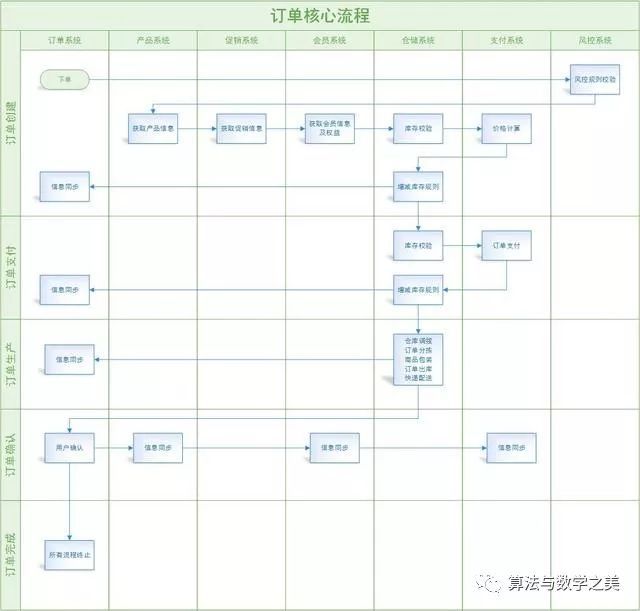 订单核心流程
订单系统
产品系统
促销系统
会员系统
仓储系统
支付系统
风控系统
订单创建
下单
风控规则校验
获取产品信息
获取促销信息
获取会员信息
及权益
库存校验
价格计算
信息同步
增减库存规则
订单支付
库存校验
订单支付
信息同步
增减库存规则
订单生产
信息同步
仓库调拨
订单分拣
商品包装
订单出库
快递配送
订单确认
用户确认
信息同步
信息同步
信息同步
订单完成
所有流程终止
算法与数学之美